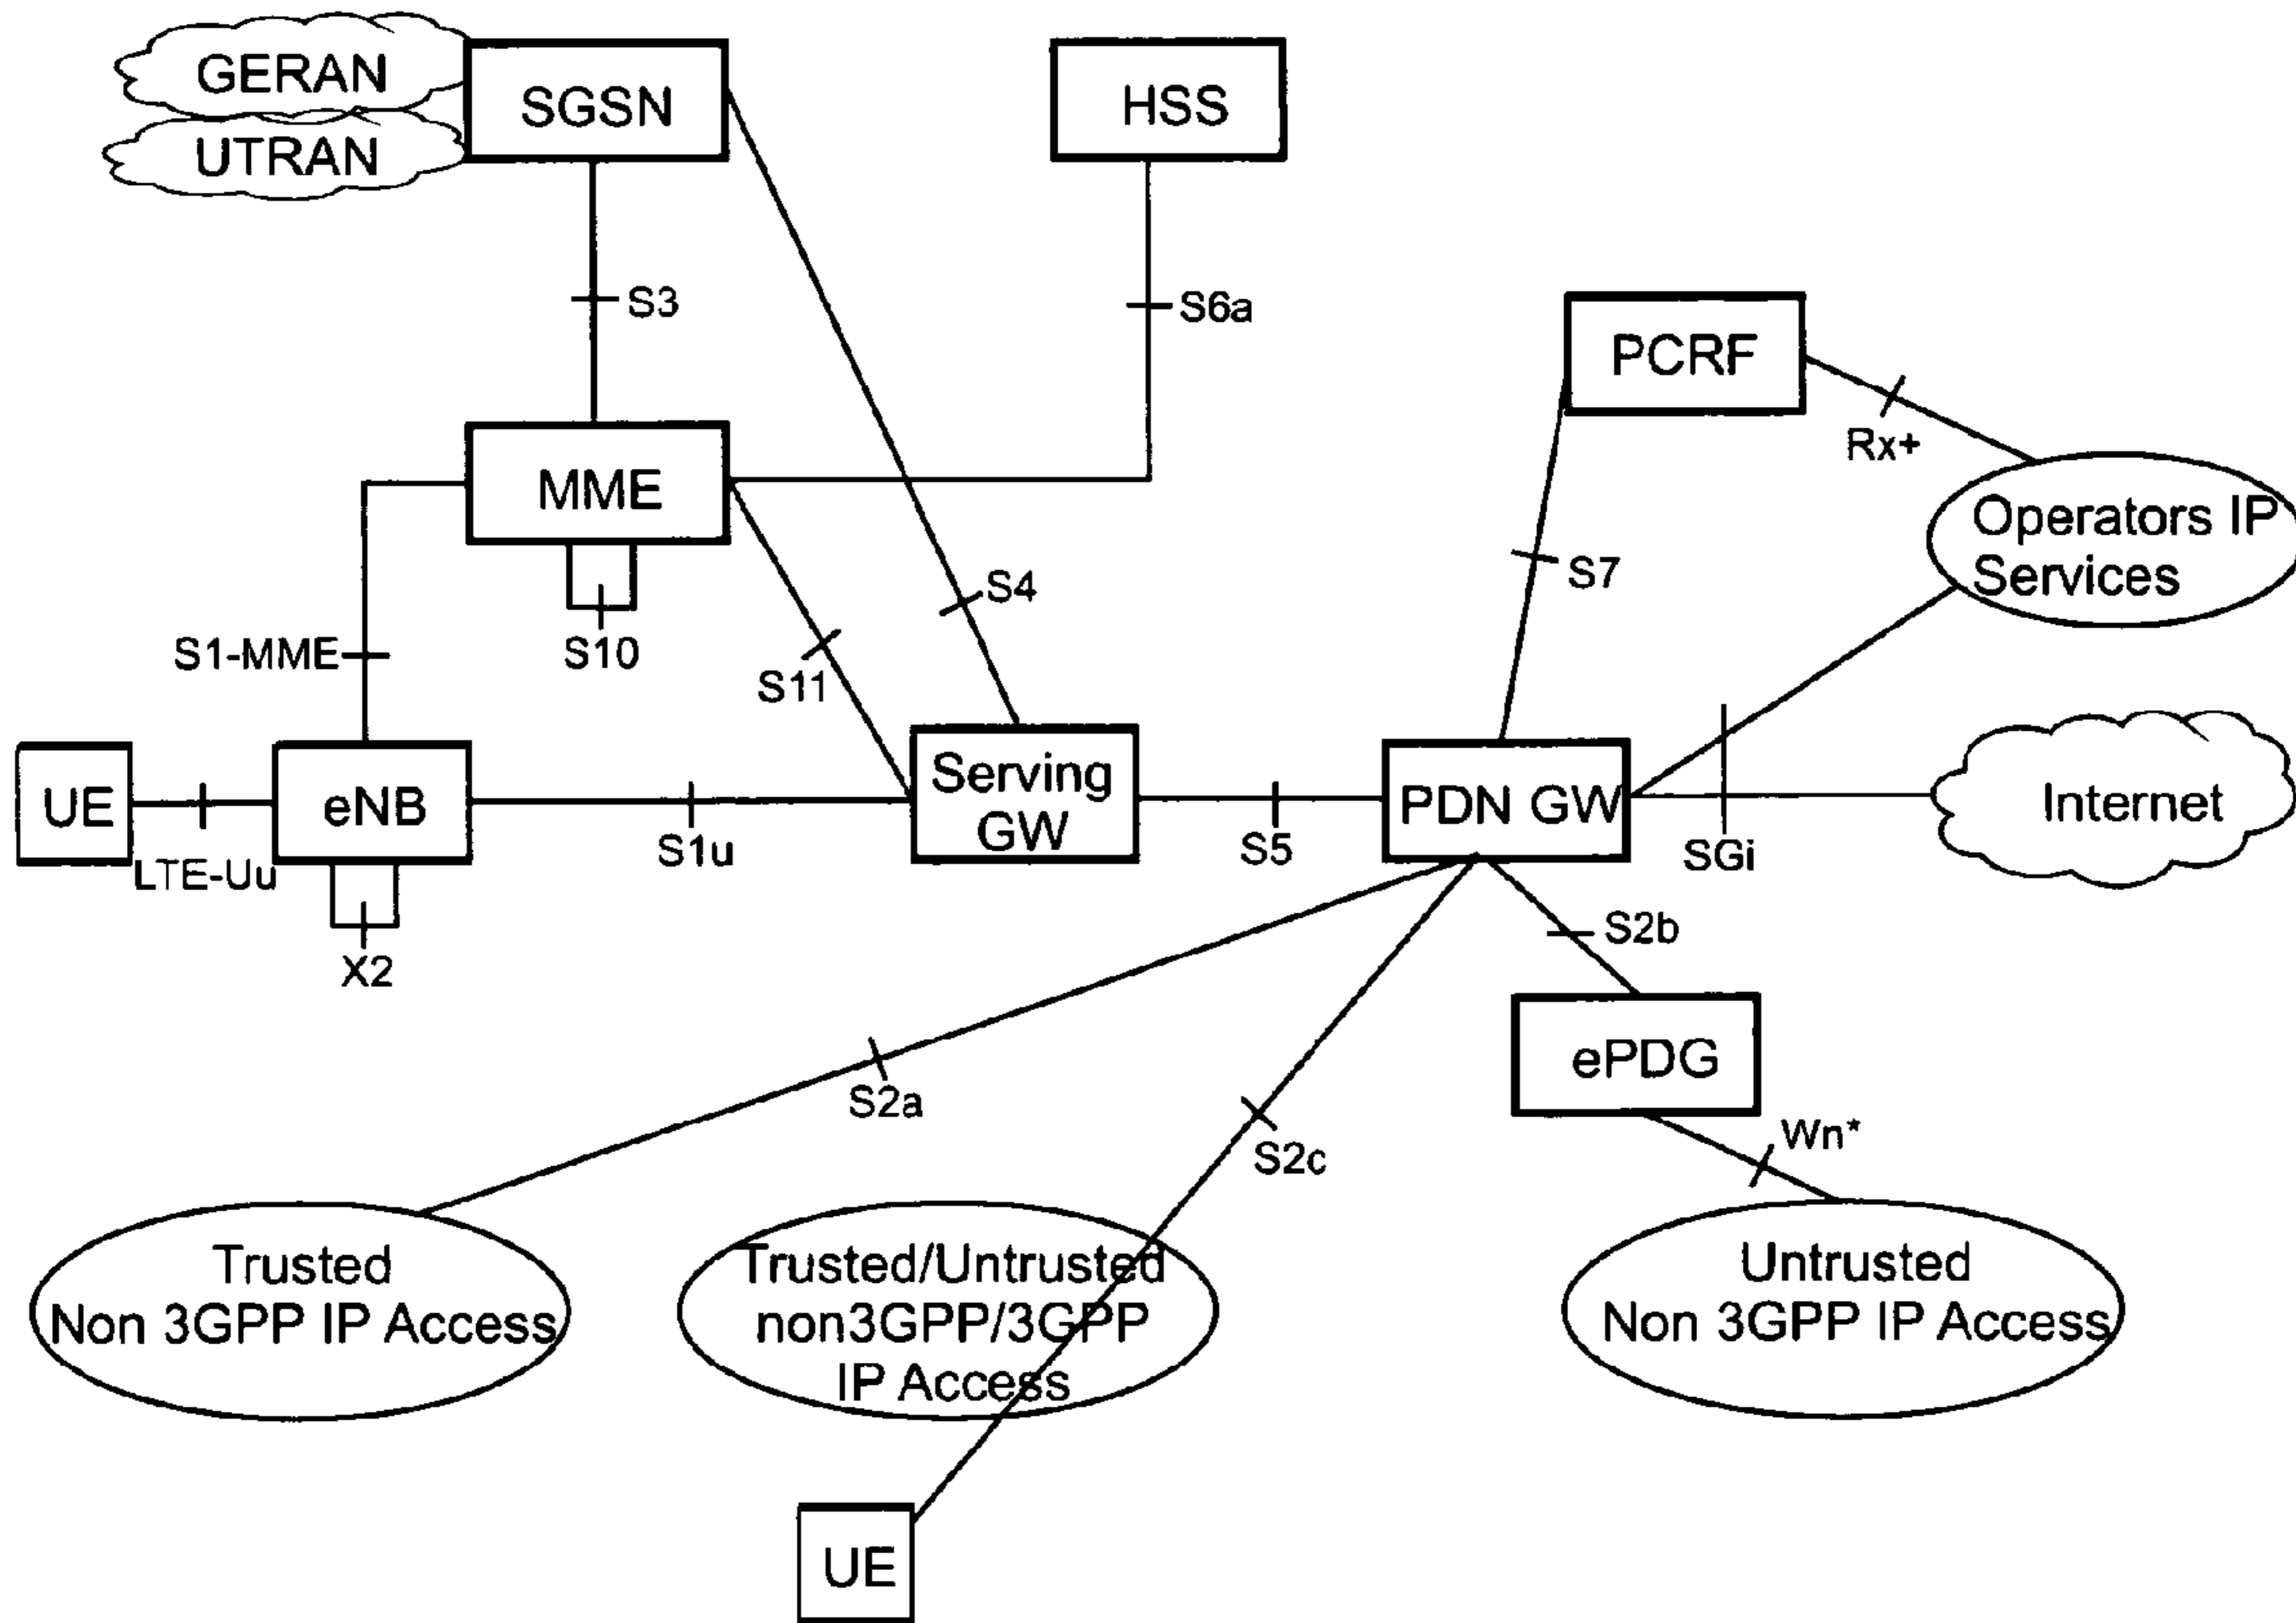 GERAN
SGSN
HSS
UTRAN
S3
S6a
PCRF
Rx+
MME
Operators IP
Services
S7
S4
S10
S1-MME
S11
UE
eNB
Serving
GW
PDN GW
Internet
LTE-Uu
S1u
S5
SGi
X2
S2b
ePDG
S2a
S2c
Wn*
Trusted
Non 3GPP IP Access
Trusted/Untrusted
non3GPP/3GPP
IP Access
Untrusted
Non 3GPP IP Access
UE